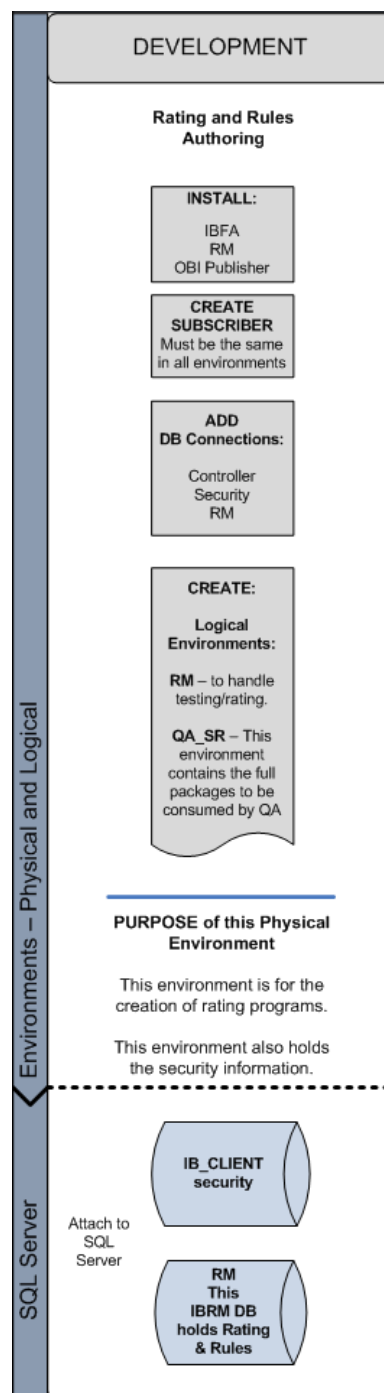 DEVELOPMENT
Rating and Rules
Authoring
INSTALL:
IBFA
RM
OBI Publisher
CREATE
SUBSCRIBER
Must be the same
in all environments
ADD
DB Connections:
Controller
Security
RM
CREATE:
Logical
Environments:
RM – to handle
testing/rating.
QA_SR – This
environment
contains the full
packages to be
consumed by QA
Environments – Physical and Logical
PURPOSE of this Physical
Environment
This environment is for the
creation of rating programs.
This environment also holds
the security information.
SQL Server
Attach to
SQL
Server
IB_CLIENT
security
RM
This
IBRM DB
holds Rating
& Rules